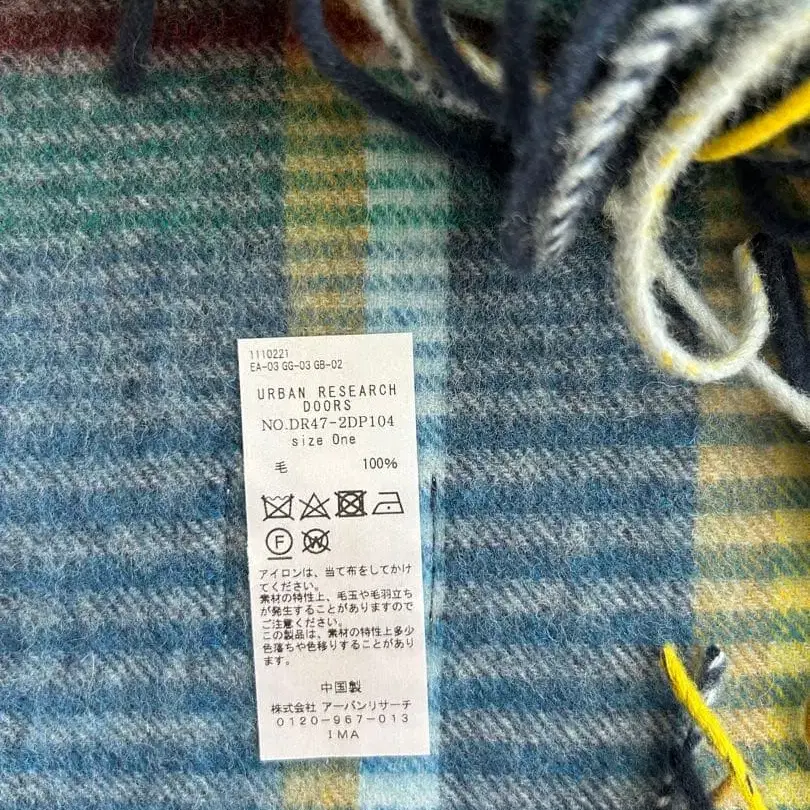 1110221
EA-03 GG-03 GB-02
URBAN RESEARCH
DOORS
NO.DR47-2DP104
size One
毛 100%
F
W
アイロンは、当て布をしてかけ
てください。
素材の特性上、毛玉や毛羽立ち
が発生することがありますので
ご注意ください。
この製品は、素材の特性上多少
色落ちや色移りすることがあり
ます。
中国製
株式会社 アーバンリサーチ
0120-967-013
IMA